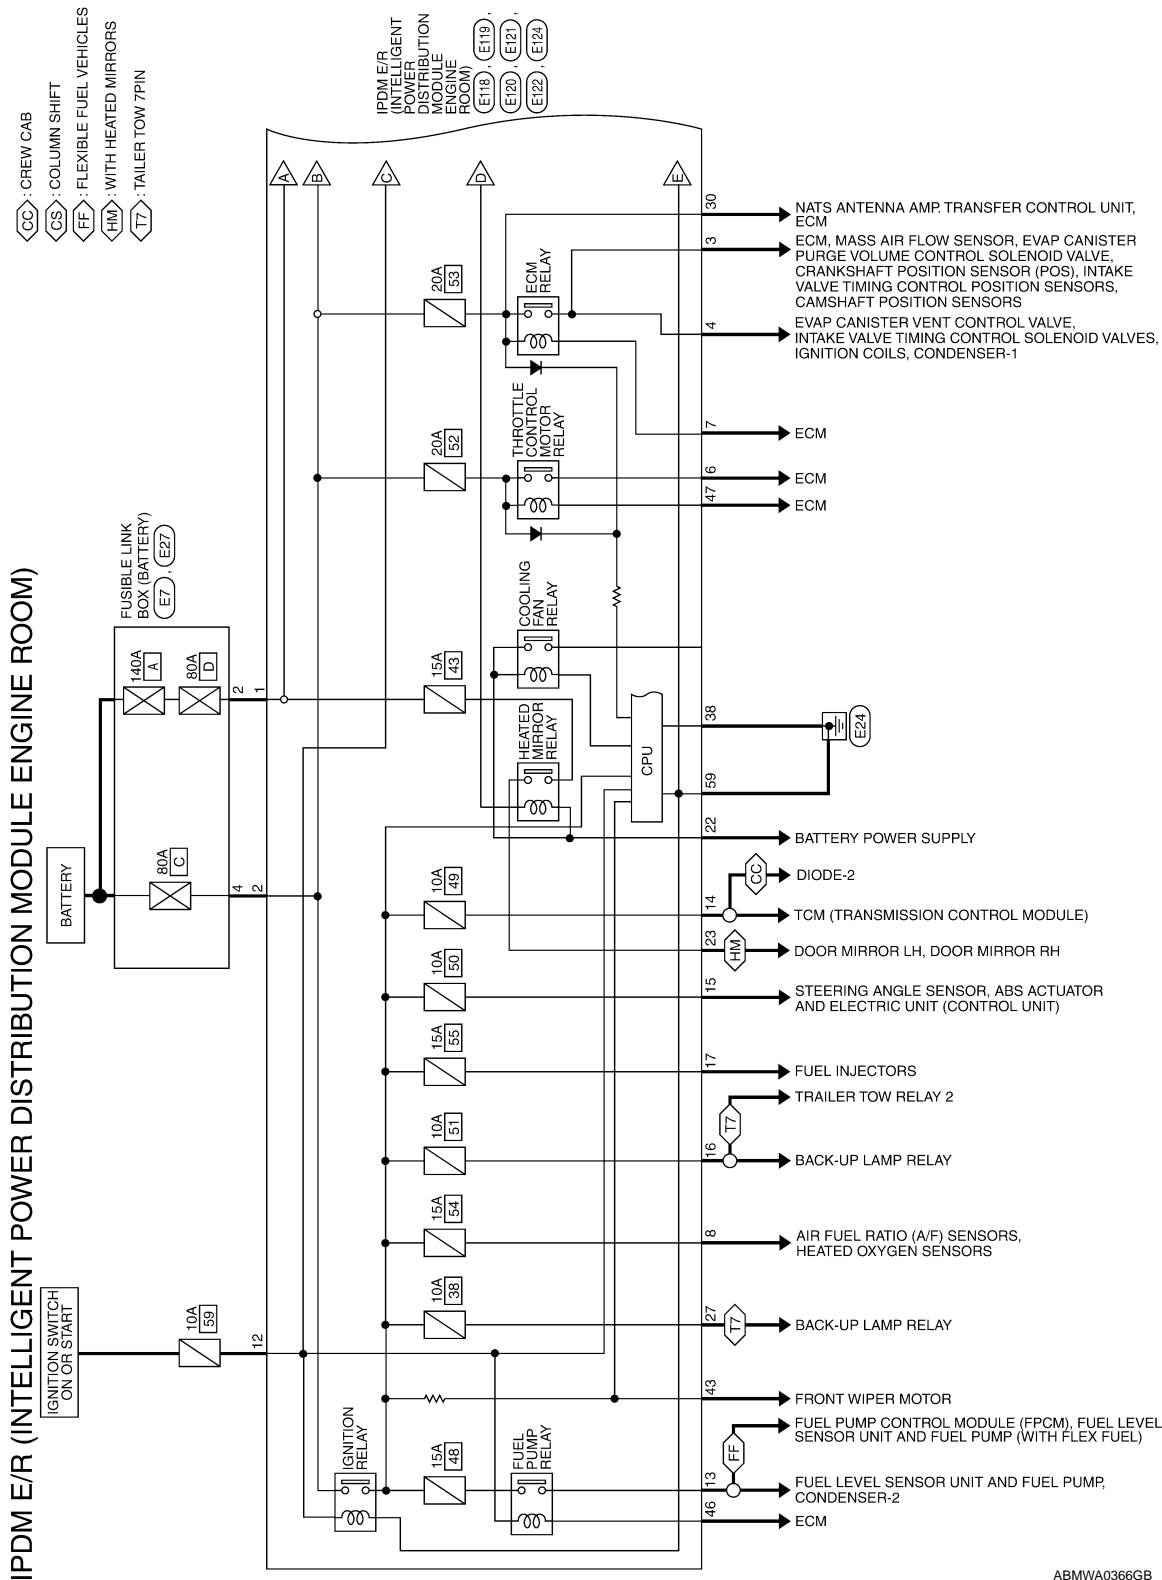 IPDM E/R (INTELLIGENT POWER DISTRIBUTION MODULE ENGINE ROOM)
CC : CREW CAB
CS : COLUMN SHIFT
FF : FLEXIBLE FUEL VEHICLES
HM : WITH HEATED MIRRORS
T7 : TAILER TOW 7PIN
IPDM E/R
(INTELLIGENT
POWER
DISTRIBUTION
MODULE
ENGINE
ROOM)
E118 , E119 ,
E120 , E121 ,
E122 , E124
BATTERY
FUSIBLE LINK
BOX (BATTERY)
E7 , E27
140A
A
80A
D
80A
C
2
1
4
2
IGNITION SWITCH
ON OR START
10A
59
12
A
B
C
D
E
20A
53
ECM
RELAY
20A
52
THROTTLE
CONTROL
MOTOR
RELAY
COOLING
FAN
RELAY
15A
43
HEATED
MIRROR
RELAY
CPU
10A
49
10A
50
15A
55
10A
51
15A
54
10A
38
IGNITION
RELAY
15A
48
FUEL
PUMP
RELAY
30
NATS ANTENNA AMP. TRANSFER CONTROL UNIT,
ECM
3
ECM, MASS AIR FLOW SENSOR, EVAP CANISTER
PURGE VOLUME CONTROL SOLENOID VALVE,
CRANKSHAFT POSITION SENSOR (POS), INTAKE
VALVE TIMING CONTROL POSITION SENSORS,
CAMSHAFT POSITION SENSORS
4
EVAP CANISTER VENT CONTROL VALVE,
INTAKE VALVE TIMING CONTROL SOLENOID VALVES,
IGNITION COILS, CONDENSER-1
7
ECM
6
ECM
47
ECM
38
E24
59
22
BATTERY POWER SUPPLY
CC
DIODE-2
14
TCM (TRANSMISSION CONTROL MODULE)
23
HM
DOOR MIRROR LH, DOOR MIRROR RH
15
STEERING ANGLE SENSOR, ABS ACTUATOR
AND ELECTRIC UNIT (CONTROL UNIT)
17
FUEL INJECTORS
T7
TRAILER TOW RELAY 2
16
BACK-UP LAMP RELAY
8
AIR FUEL RATIO (A/F) SENSORS,
HEATED OXYGEN SENSORS
27
T7
BACK-UP LAMP RELAY
43
FRONT WIPER MOTOR
FF
FUEL PUMP CONTROL MODULE (FPCM), FUEL LEVEL
SENSOR UNIT AND FUEL PUMP (WITH FLEX FUEL)
13
FUEL LEVEL SENSOR UNIT AND FUEL PUMP,
CONDENSER-2
46
ECM
ABMWA0366GB